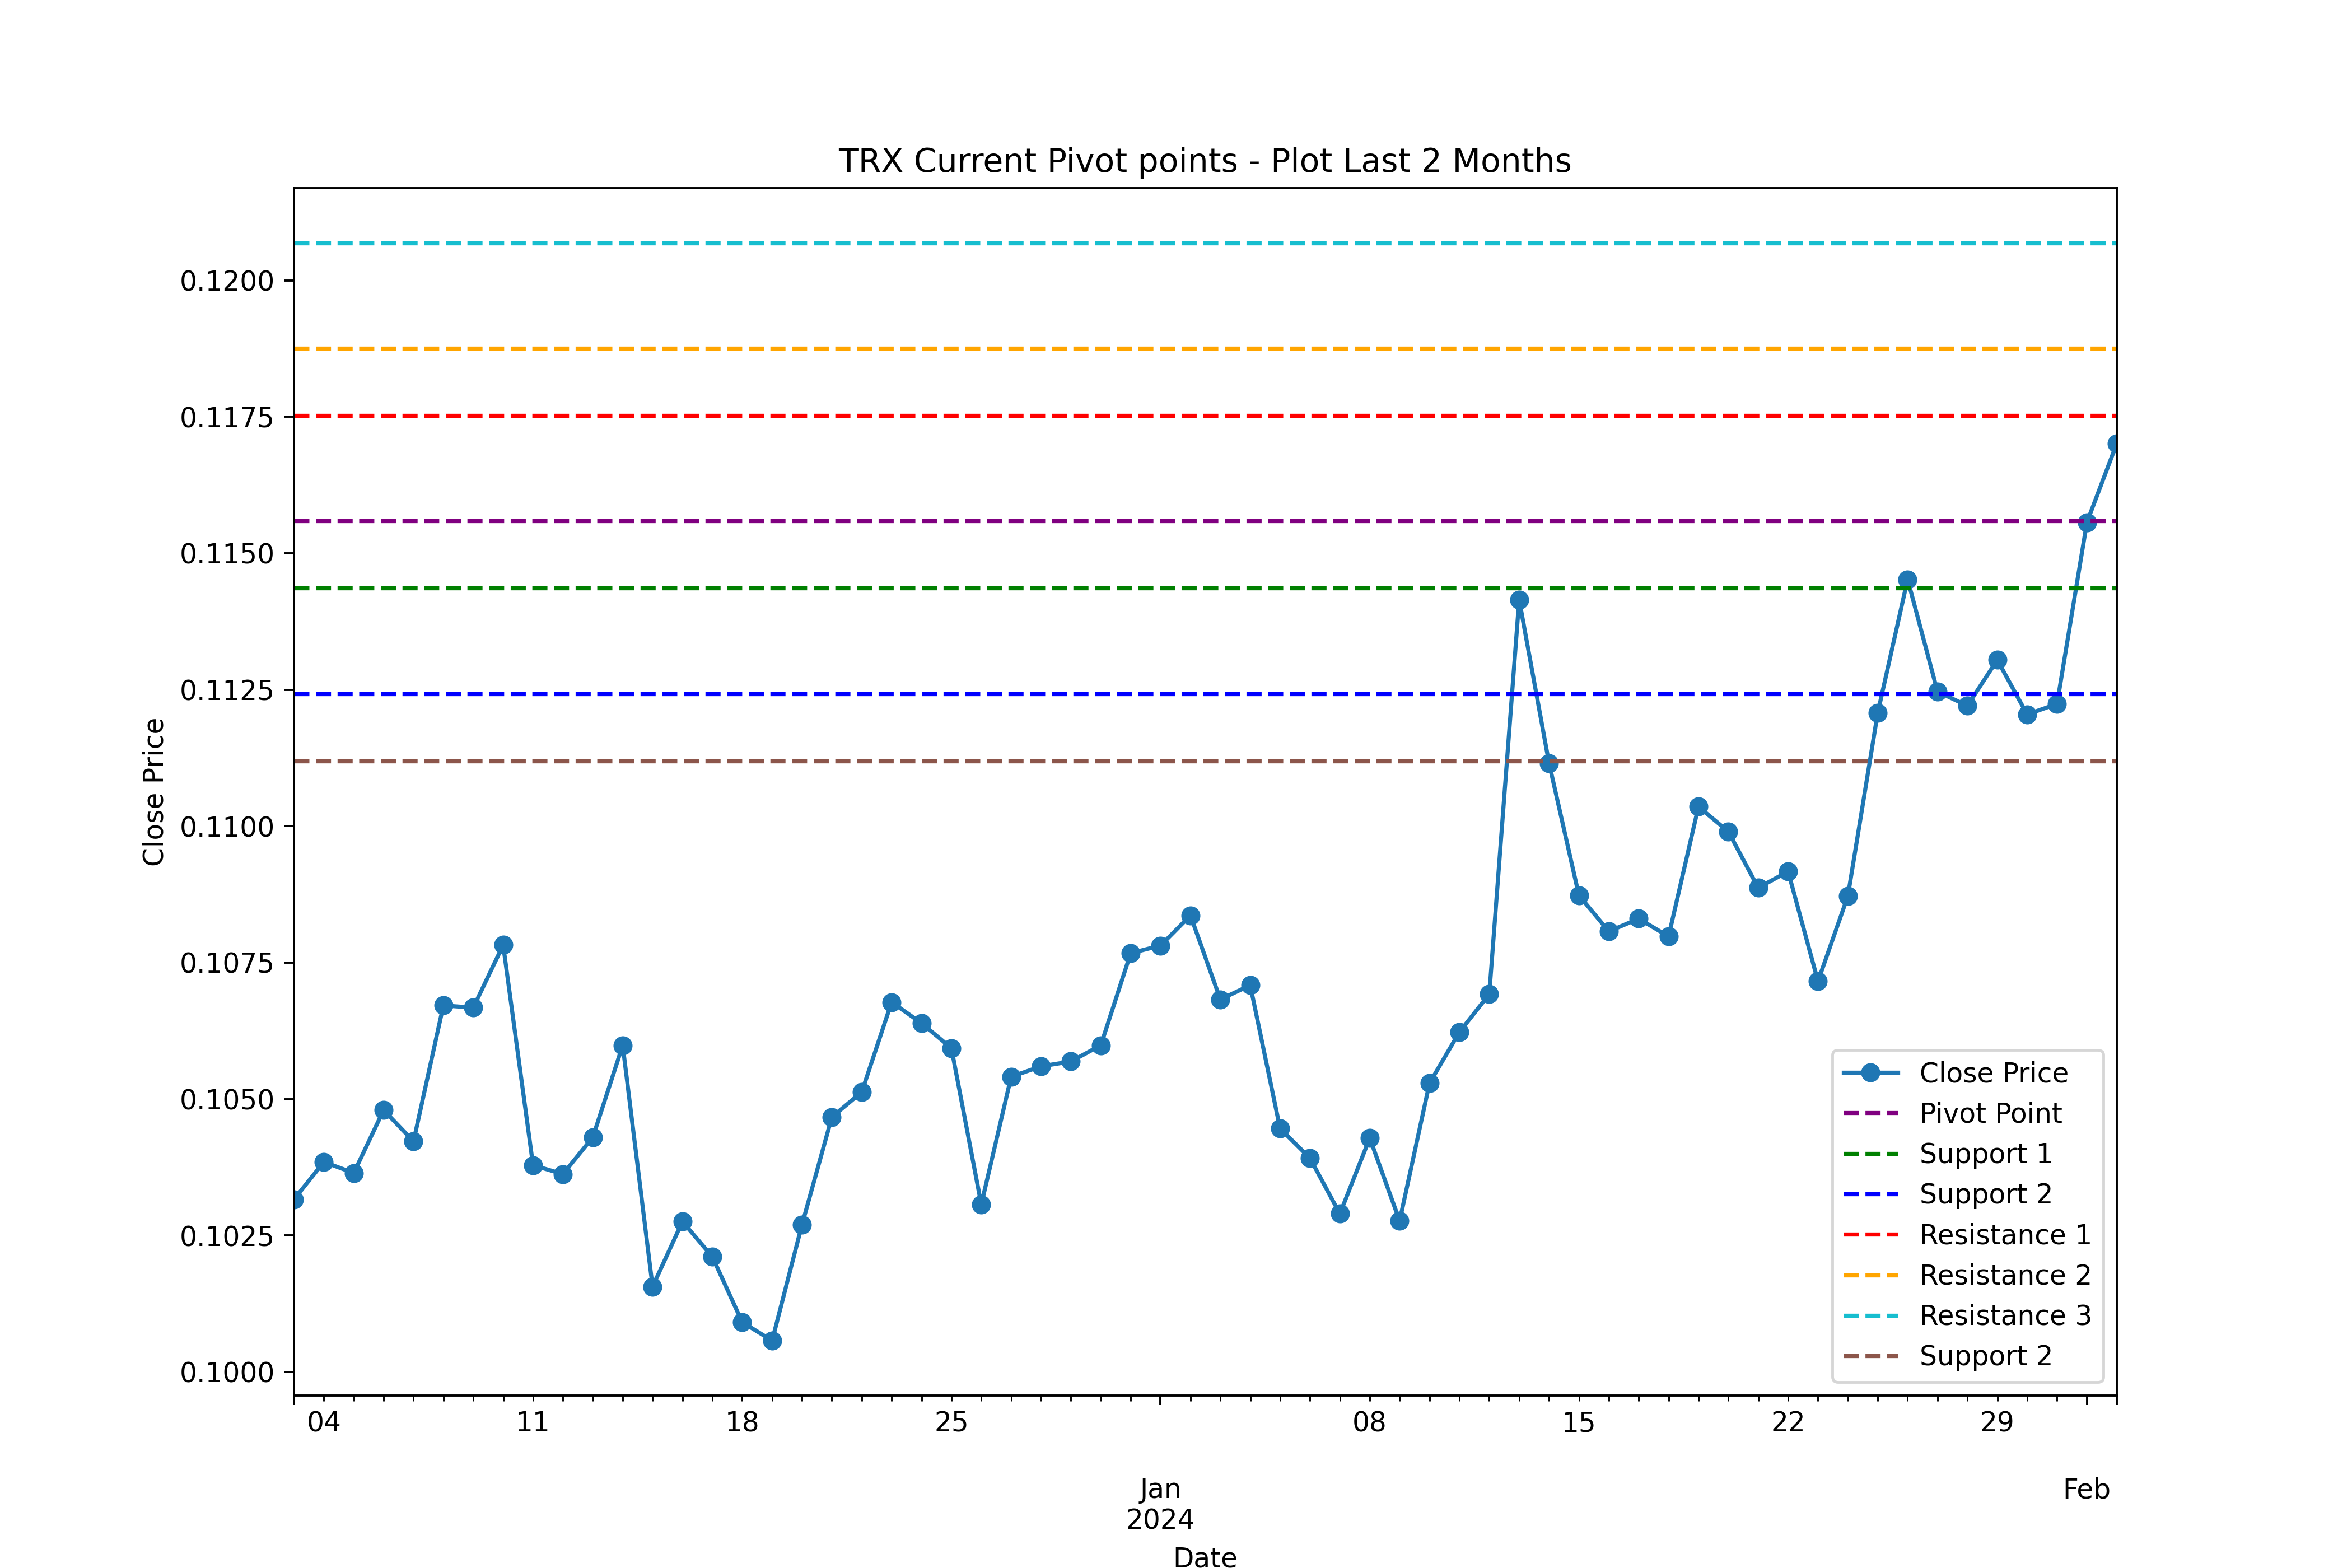 TRX Current Pivot points - Plot Last 2 Months
0.1200
0.1175
0.1150
0.1125
0.1100
0.1075
0.1050
0.1025
0.1000
Close Price
Close Price
Pivot Point
Support 1
Support 2
Resistance 1
Resistance 2
Resistance 3
Support 2
04 11 18 25 08 15 22 29
Jan Feb
2024
Date